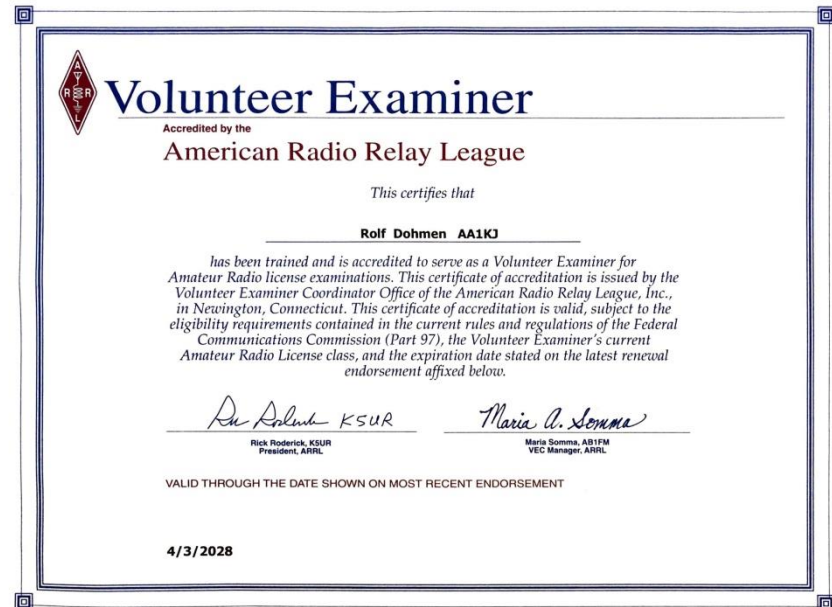 A
R R
L
Volunteer Examiner
Accredited by the
American Radio Relay League
This certifies that
Rolf Dohmen AA1KJ
has been trained and is accredited to serve as a Volunteer Examiner for
Amateur Radio license examinations. This certificate of accreditation is issued by the
Volunteer Examiner Coordinator Office of the American Radio Relay League, Inc.,
in Newington, Connecticut. This certificate of accreditation is valid, subject to the
eligibility requirements contained in the current rules and regulations of the Federal
Communications Commission (Part 97), the Volunteer Examiner's current
Amateur Radio License class, and the expiration date stated on the latest renewal
endorsement affixed below.
K5UR Maria A. Somma
Rick Roderick, K5UR Maria Somma, AB1FM
President, ARRL VEC Manager, ARRL
VALID THROUGH THE DATE SHOWN ON MOST RECENT ENDORSEMENT
4/3/2028